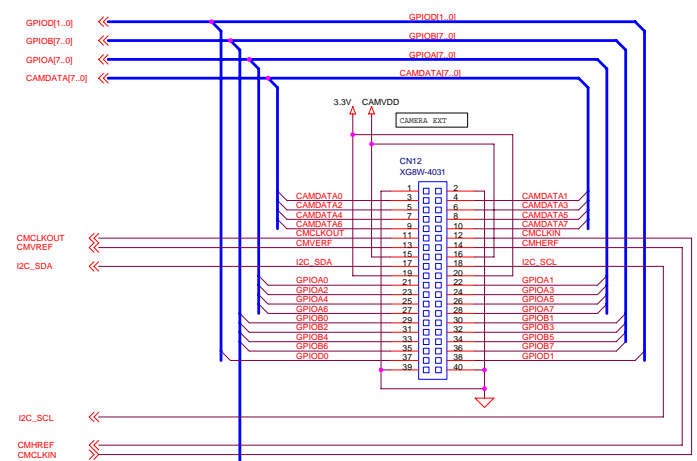 GPIOD[1..0] GPIOD[1..0]
GPIOB[7..0] GPIOB[7..0]
GPIOA[7..0] GPIOA[7..0]
CAMDATA[7..0] CAMDATA[7..0]
3.3V CAMVDD
CAMERA EXT
CN12
XG8W-4031
1 2
CAMDATA0 3 4 CAMDATA1
CAMDATA2 5 6 CAMDATA3
CAMDATA4 7 8 CAMDATA5
CAMDATA6 9 10 CAMDATA7
CMCLKOUT CMCLKOUT 11 12 CMCLKIN
CMVREF CMVERF 13 14 CMHERF
15 16
I2C_SDA I2C_SDA 17 18 I2C_SCL
19 20
GPIOA0 21 22 GPIOA1
GPIOA2 23 24 GPIOA3
GPIOA4 25 26 GPIOA5
GPIOA6 27 28 GPIOA7
GPIOB0 29 30 GPIOB1
GPIOB2 31 32 GPIOB3
GPIOB4 33 34 GPIOB5
GPIOB6 35 36 GPIOB7
GPIOD0 37 38 GPIOD1
39 40
I2C_SCL
CMHREF
CMCLKIN